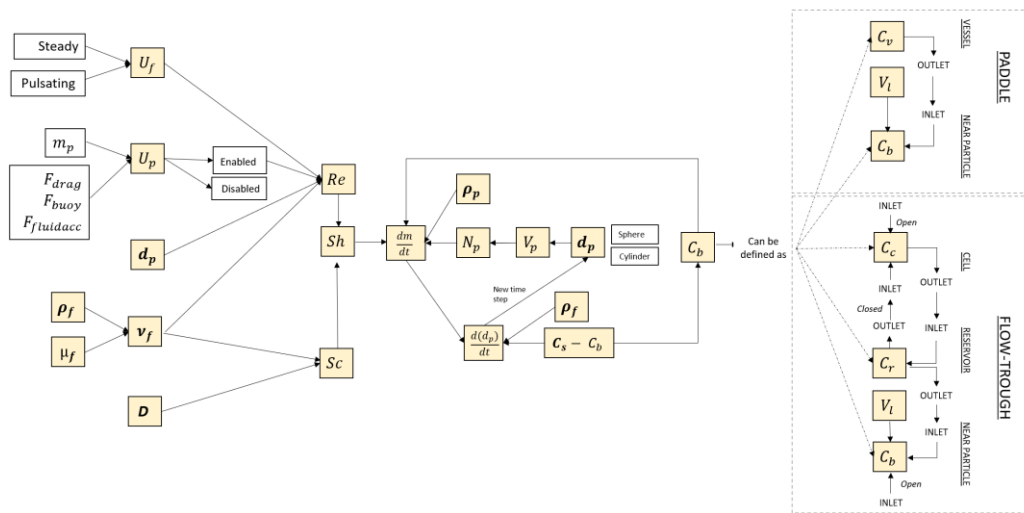 Steady
Pulsating
U_f
m_p
F_drag
F_buoy
F_fluidacc
U_p
Enabled
Disabled
d_p
ρ_f
μ_f
ν_f
D
Re
Sh
Sc
dm/dt
ρ_p
N_p
V_p
d_p
Sphere
Cylinder
New time
step
d(d_p)/dt
ρ_f
C_s − C_b
C_b
Can be
defined as
C_v
OUTLET
V_l
INLET
C_b
VESSEL
NEAR PARTICLE
PADDLE
INLET
Open
C_c
INLET
OUTLET
Closed
OUTLET
INLET
C_r
OUTLET
V_l
INLET
C_b
Open
INLET
CELL
RESERVOIR
NEAR PARTICLE
FLOW-TROUGH